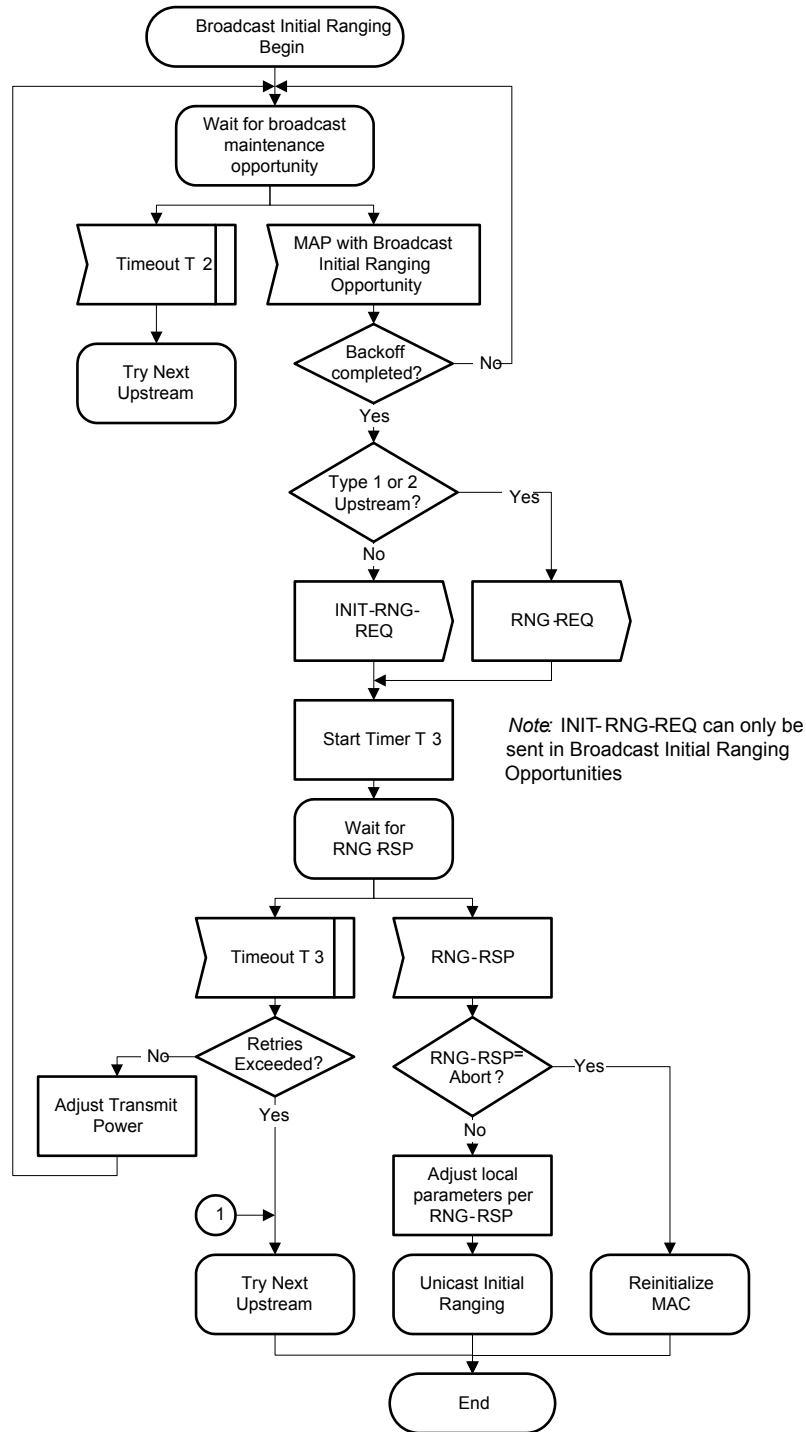 Broadcast Initial Ranging
Begin
Wait for broadcast
maintenance
opportunity
Timeout T 2
MAP with Broadcast
Initial Ranging
Opportunity
Try Next
Upstream
Backoff
completed?
No
Yes
Type 1 or 2
Upstream?
Yes
No
INIT-RNG-
REQ
RNG-REQ
Start Timer T 3
Note: INIT-RNG-REQ can only be
sent in Broadcast Initial Ranging
Opportunities
Wait for
RNG-RSP
Timeout T 3
RNG-RSP
Retries
Exceeded?
No
Yes
RNG-RSP=
Abort?
Yes
No
Adjust Transmit
Power
Adjust local
parameters per
RNG-RSP
1
Try Next
Upstream
Unicast Initial
Ranging
Reinitialize
MAC
End